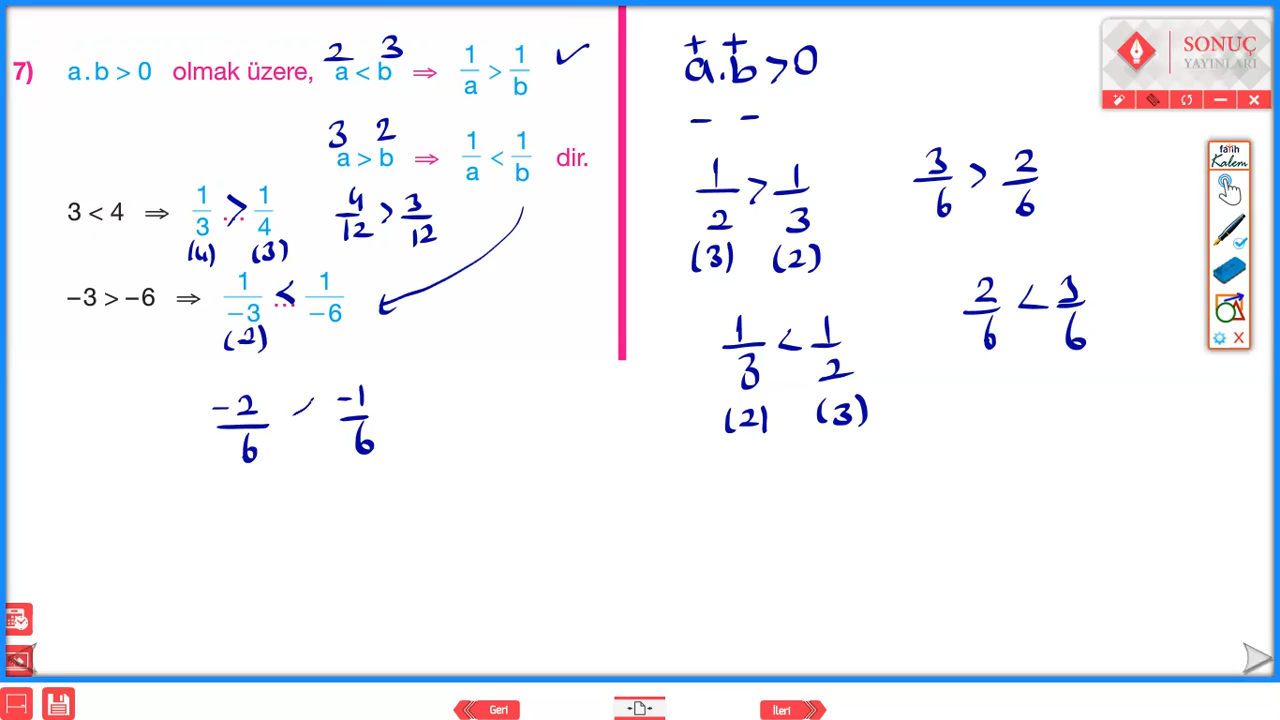 7) a.b > 0 olmak üzere, a < b ⇒ 1/a > 1/b ✓
2 3
a > b ⇒ 1/a < 1/b dir.
3 2
3 < 4 ⇒ 1/3 ... > 1/4
(4) (3)
4/12 > 3/12
-3 > -6 ⇒ 1/-3 ... < 1/-6
(2)
-2/6 -1/6
+ +
a.b > 0
- -
1/2 > 1/3
(3) (2)
3/6 > 2/6
1/3 < 1/2
(2) (3)
2/6 < 3/6
SONUÇ
YAYINLARI
fatih
Kalem
Geri
İleri